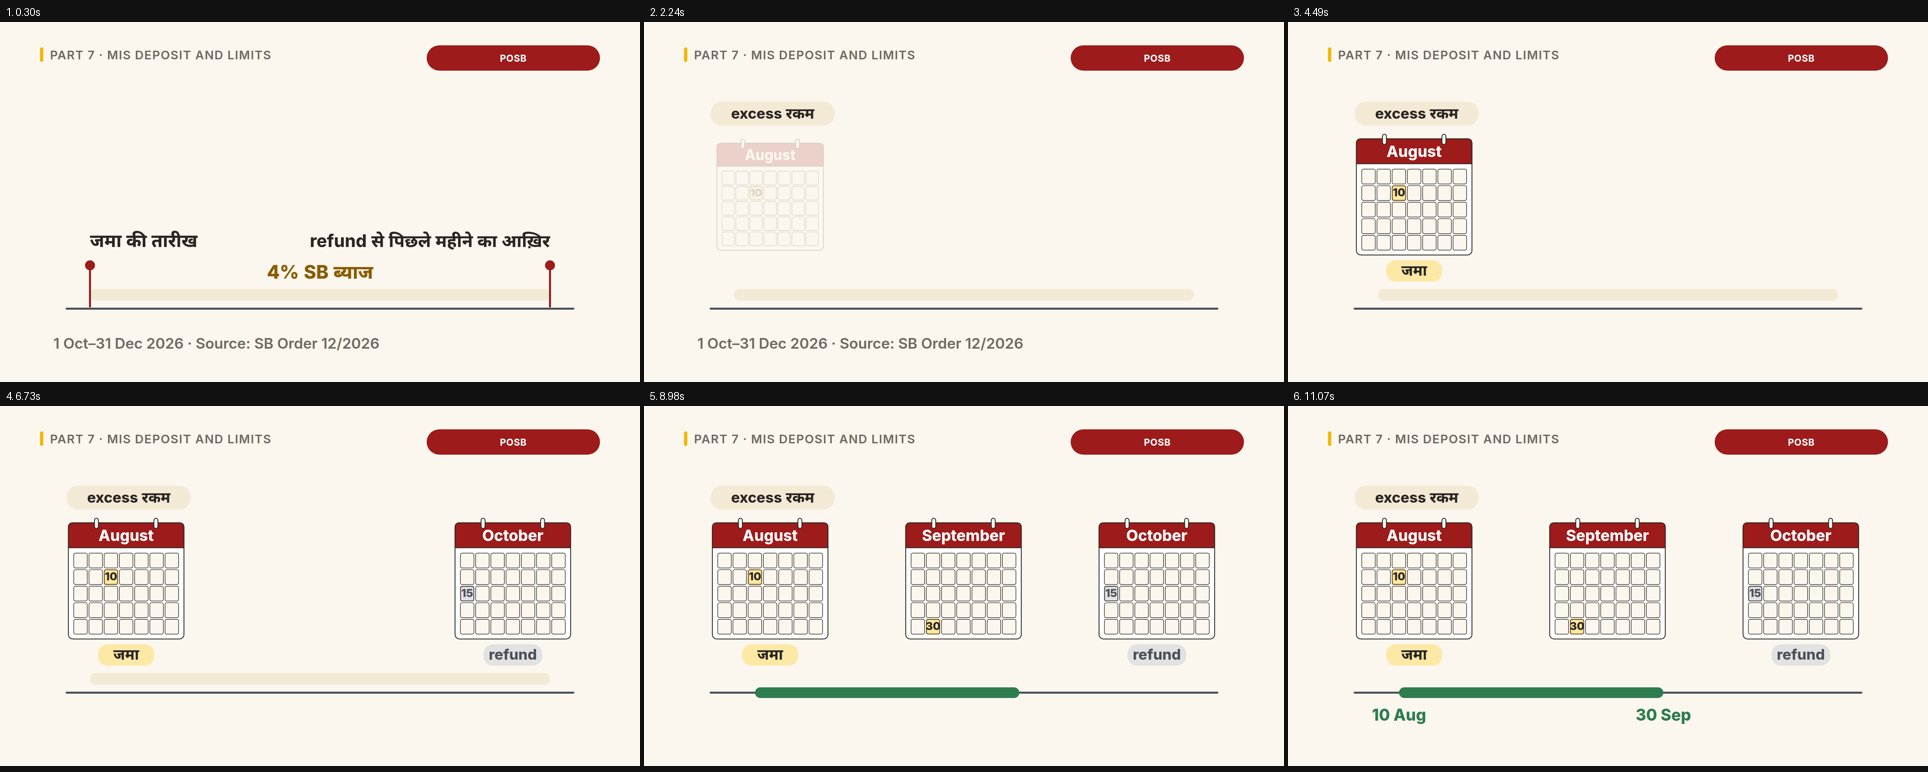 1. 0.30s
PART 7 · MIS DEPOSIT AND LIMITS
POSB
जमा की तारीख
refund से पिछले महीने का आख़िर
4% SB ब्याज
1 Oct–31 Dec 2026 · Source: SB Order 12/2026
2. 2.24s
PART 7 · MIS DEPOSIT AND LIMITS
POSB
excess रकम
August
10
1 Oct–31 Dec 2026 · Source: SB Order 12/2026
3. 4.49s
PART 7 · MIS DEPOSIT AND LIMITS
POSB
excess रकम
August
10
जमा
4. 6.73s
PART 7 · MIS DEPOSIT AND LIMITS
POSB
excess रकम
August
October
10
15
जमा
refund
5. 8.98s
PART 7 · MIS DEPOSIT AND LIMITS
POSB
excess रकम
August
September
October
10
15
30
जमा
refund
6. 11.07s
PART 7 · MIS DEPOSIT AND LIMITS
POSB
excess रकम
August
September
October
10
15
30
जमा
refund
10 Aug
30 Sep